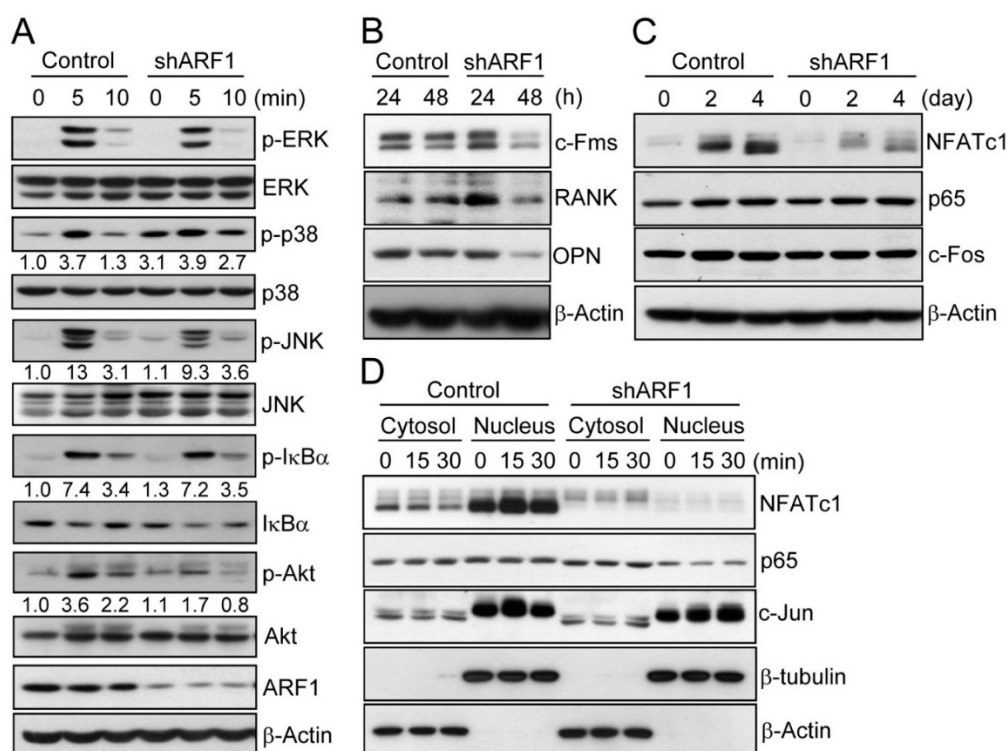 A
Control shARF1
0 5 10 0 5 10 (min)
p-ERK
ERK
p-p38
1.0 3.7 1.3 3.1 3.9 2.7
p38
p-JNK
1.0 13 3.1 1.1 9.3 3.6
JNK
p-IκBα
1.0 7.4 3.4 1.3 7.2 3.5
IκBα
p-Akt
1.0 3.6 2.2 1.1 1.7 0.8
Akt
ARF1
β-Actin
B
Control shARF1
24 48 24 48 (h)
c-Fms
RANK
OPN
β-Actin
C
Control shARF1
0 2 4 0 2 4 (day)
NFATc1
p65
c-Fos
β-Actin
D
Control shARF1
Cytosol Nucleus Cytosol Nucleus
0 15 30 0 15 30 0 15 30 0 15 30 (min)
NFATc1
p65
c-Jun
β-tubulin
β-Actin